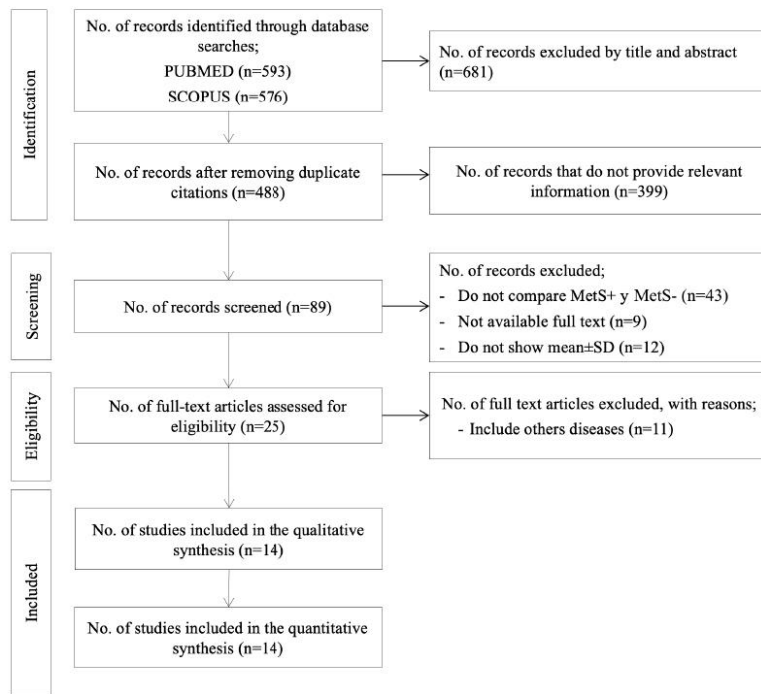 Identification
No. of records identified through database
searches;
PUBMED (n=593)
SCOPUS (n=576)
No. of records excluded by title and abstract
(n=681)
No. of records after removing duplicate
citations (n=488)
No. of records that do not provide relevant
information (n=399)
Screening
No. of records screened (n=89)
No. of records excluded;
- Do not compare MetS+ y MetS- (n=43)
- Not available full text (n=9)
- Do not show mean±SD (n=12)
Eligibility
No. of full-text articles assessed for
eligibility (n=25)
No. of full text articles excluded, with reasons;
- Include others diseases (n=11)
Included
No. of studies included in the qualitative
synthesis (n=14)
No. of studies included in the quantitative
synthesis (n=14)